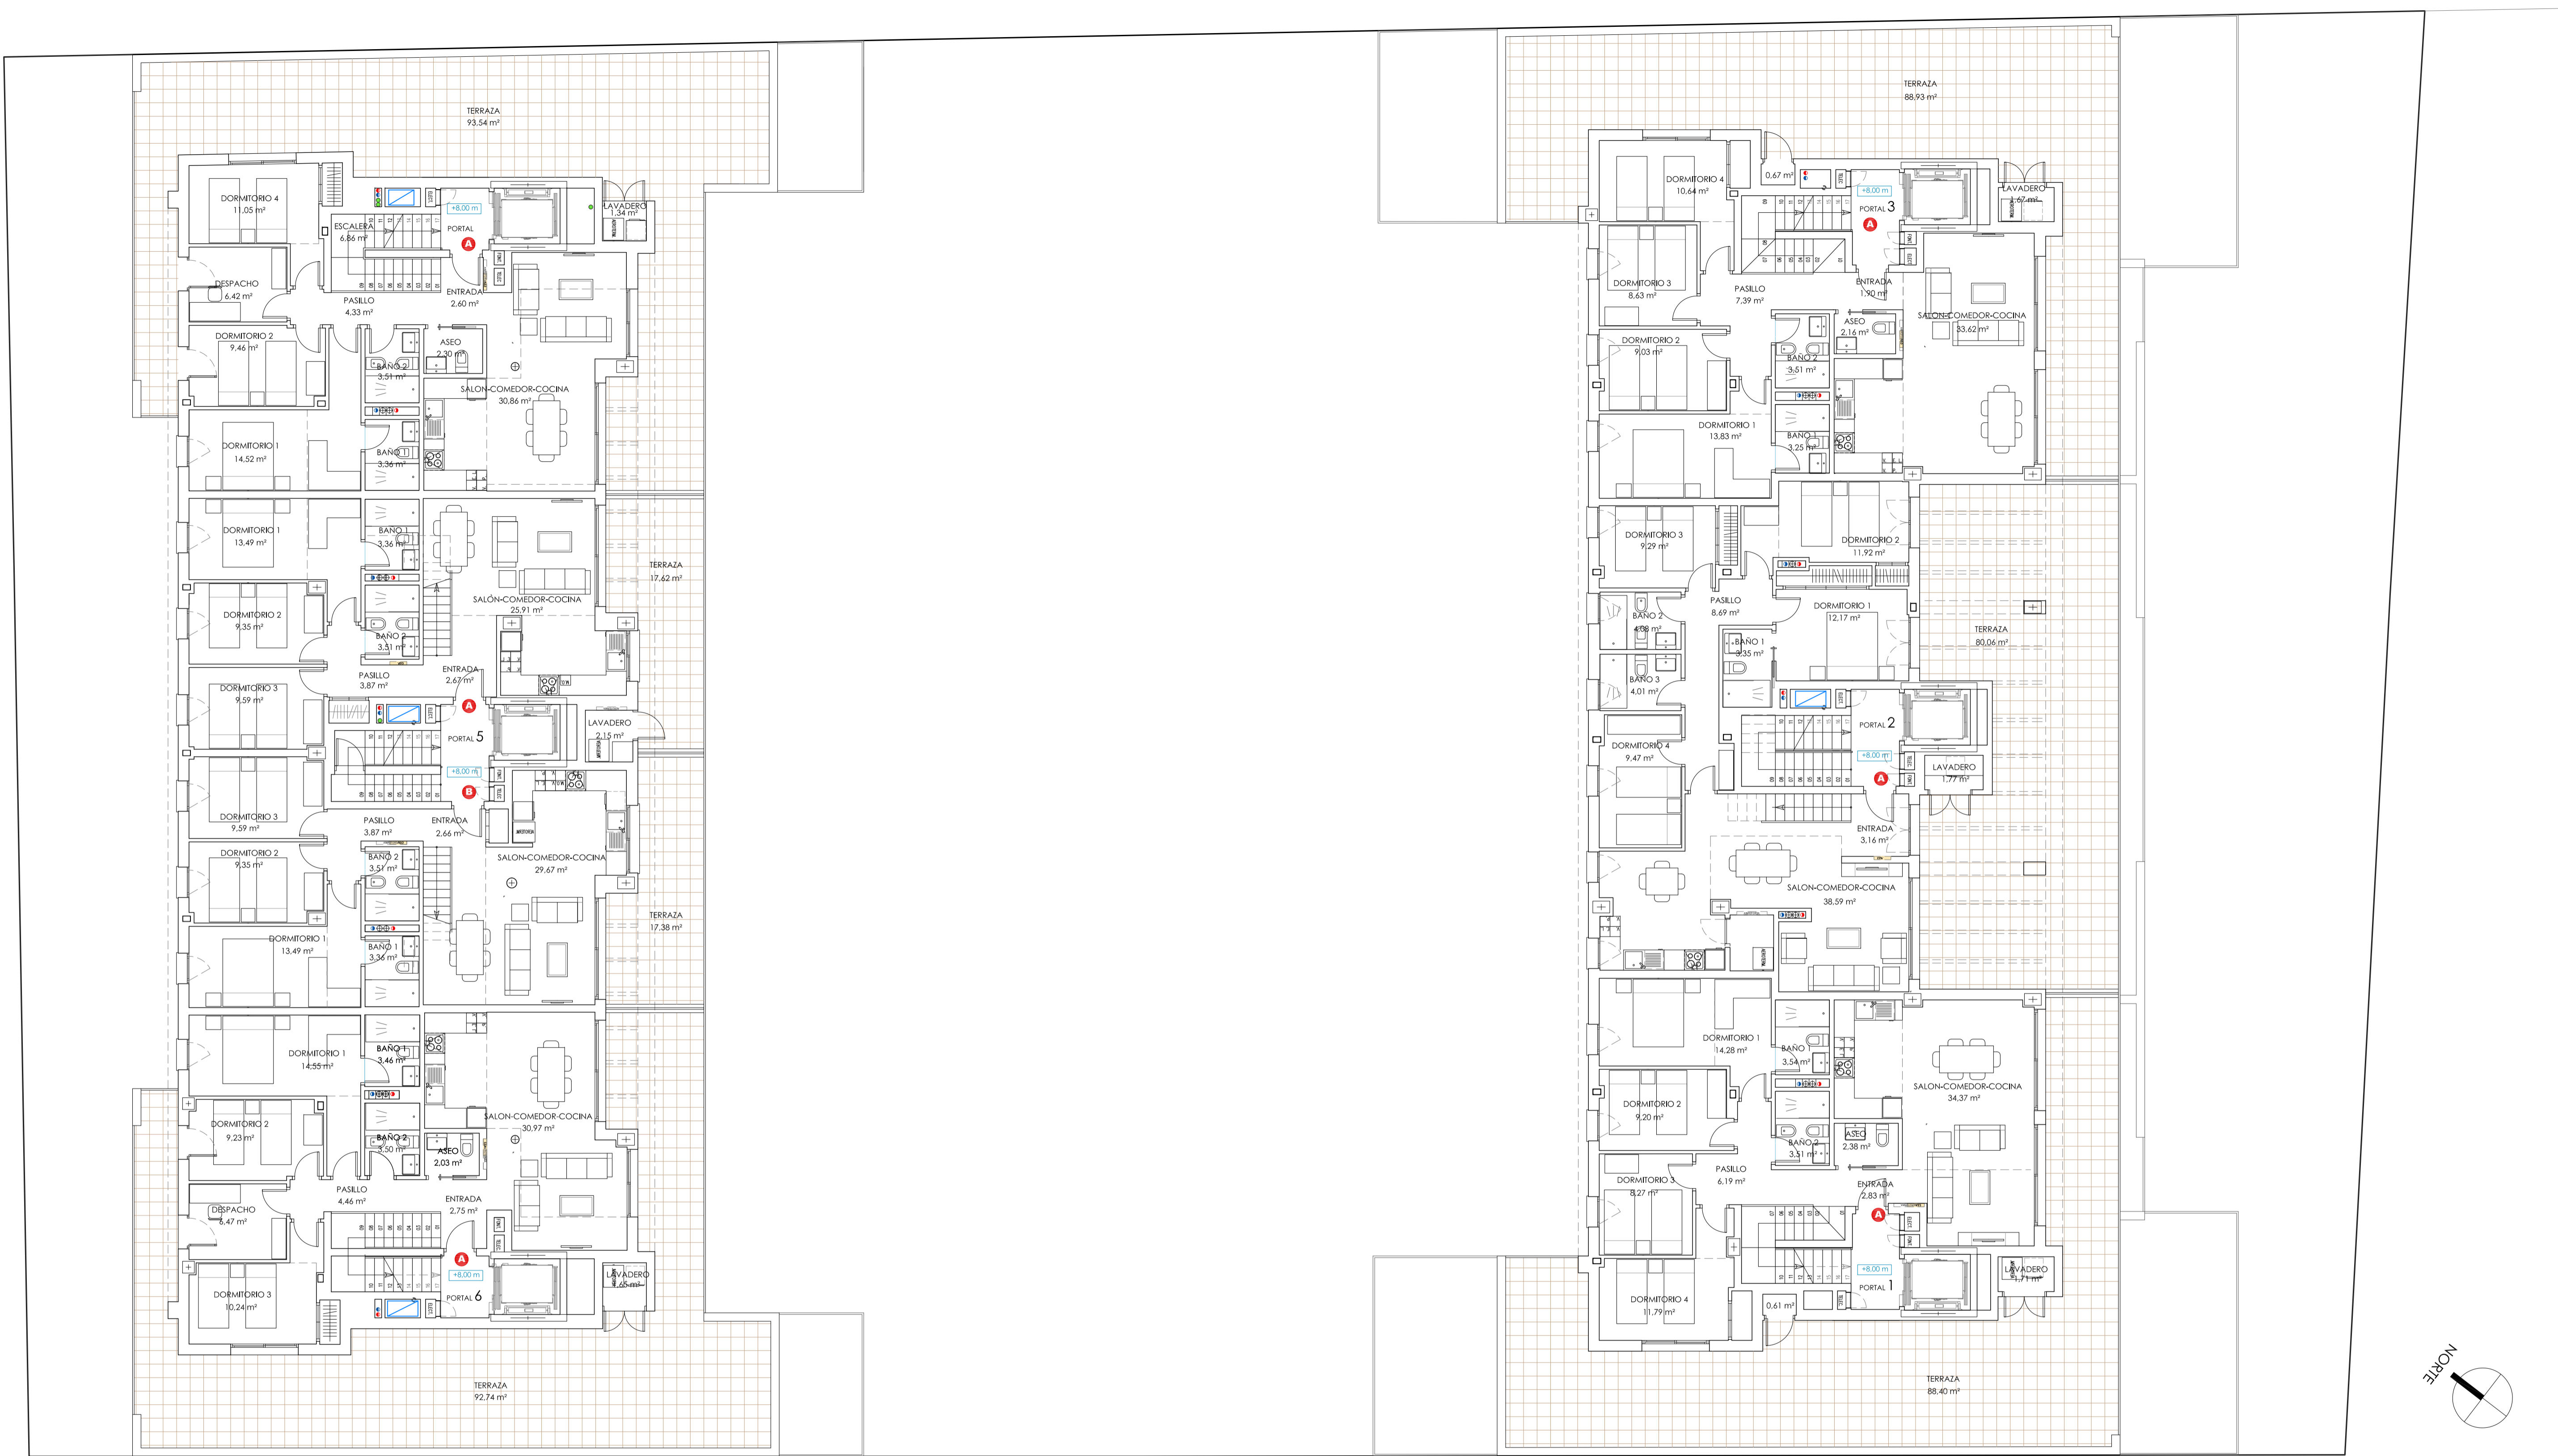 TERRAZA
93,54 m²
DORMITORIO 4
11,05 m²
ESCALERA
6,86 m²
+8,00 m
PORTAL
A
LAVADERO
1,34 m²
DESPACHO
6,42 m²
PASILLO
4,33 m²
ENTRADA
2,60 m²
DORMITORIO 2
9,46 m²
BAÑO 2
3,51 m²
ASEO
2,30 m²
SALON-COMEDOR-COCINA
30,86 m²
DORMITORIO 1
14,52 m²
BAÑO 1
3,36 m²
DORMITORIO 1
13,49 m²
BAÑO 1
3,36 m²
TERRAZA
17,62 m²
SALÓN-COMEDOR-COCINA
25,91 m²
DORMITORIO 2
9,35 m²
BAÑO 2
3,51 m²
PASILLO
3,87 m²
ENTRADA
2,67 m²
DORMITORIO 3
9,59 m²
A
PORTAL 5
LAVADERO
2,15 m²
+8,00 m
B
DORMITORIO 3
9,59 m²
PASILLO
3,87 m²
ENTRADA
2,66 m²
DORMITORIO 2
9,35 m²
BAÑO 2
3,51 m²
SALON-COMEDOR-COCINA
29,67 m²
TERRAZA
17,38 m²
DORMITORIO 1
13,49 m²
BAÑO 1
3,36 m²
DORMITORIO 1
14,55 m²
BAÑO 1
3,46 m²
SALON-COMEDOR-COCINA
30,97 m²
DORMITORIO 2
9,23 m²
BAÑO 2
3,50 m²
ASEO
2,03 m²
PASILLO
4,46 m²
ENTRADA
2,75 m²
DESPACHO
6,47 m²
A
+8,00 m
PORTAL 6
LAVADERO
1,65 m²
DORMITORIO 3
10,24 m²
TERRAZA
92,74 m²
TERRAZA
88,93 m²
DORMITORIO 4
10,64 m²
0,67 m²
+8,00 m
PORTAL 3
A
LAVADERO
1,67 m²
DORMITORIO 3
8,63 m²
PASILLO
7,39 m²
ENTRADA
1,90 m²
ASEO
2,16 m²
SALON-COMEDOR-COCINA
33,62 m²
DORMITORIO 2
9,03 m²
BAÑO 2
3,51 m²
DORMITORIO 1
13,83 m²
BAÑO 1
3,25 m²
DORMITORIO 3
9,29 m²
DORMITORIO 2
11,92 m²
PASILLO
8,69 m²
DORMITORIO 1
12,17 m²
BAÑO 2
4,08 m²
BAÑO 1
3,35 m²
TERRAZA
80,06 m²
BAÑO 3
4,01 m²
PORTAL 2
+8,00 m
A
LAVADERO
1,77 m²
DORMITORIO 4
9,47 m²
ENTRADA
3,16 m²
SALON-COMEDOR-COCINA
38,59 m²
DORMITORIO 1
14,28 m²
BAÑO 1
3,54 m²
SALON-COMEDOR-COCINA
34,37 m²
DORMITORIO 2
9,20 m²
BAÑO 2
3,51 m²
ASEO
2,38 m²
PASILLO
6,19 m²
DORMITORIO 3
8,27 m²
ENTRADA
2,83 m²
A
+8,00 m
PORTAL 1
LAVADERO
1,71 m²
DORMITORIO 4
11,79 m²
0,61 m²
TERRAZA
88,40 m²
NORTE